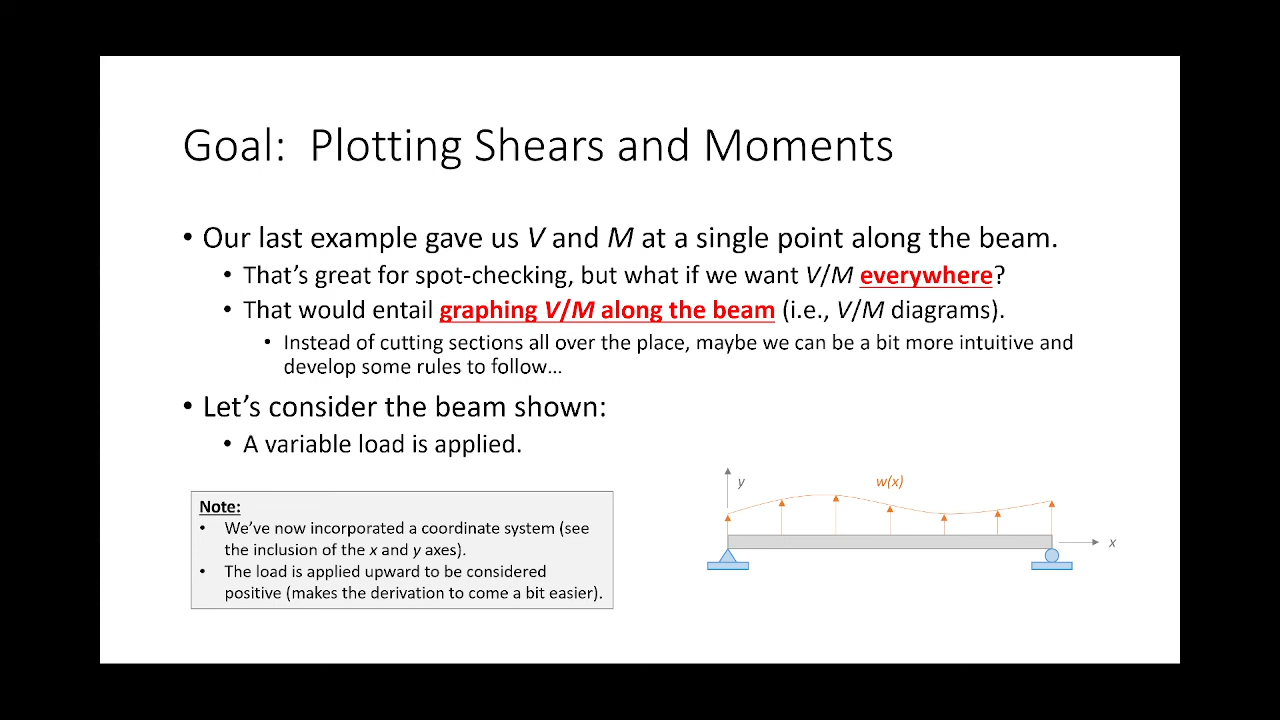 Goal:  Plotting Shears and Moments
• Our last example gave us V and M at a single point along the beam.
• That’s great for spot-checking, but what if we want V/M everywhere?
• That would entail graphing V/M along the beam (i.e., V/M diagrams).
• Instead of cutting sections all over the place, maybe we can be a bit more intuitive and
develop some rules to follow…
• Let’s consider the beam shown:
• A variable load is applied.
Note:
• We’ve now incorporated a coordinate system (see
the inclusion of the x and y axes).
• The load is applied upward to be considered
positive (makes the derivation to come a bit easier).
y
w(x)
x